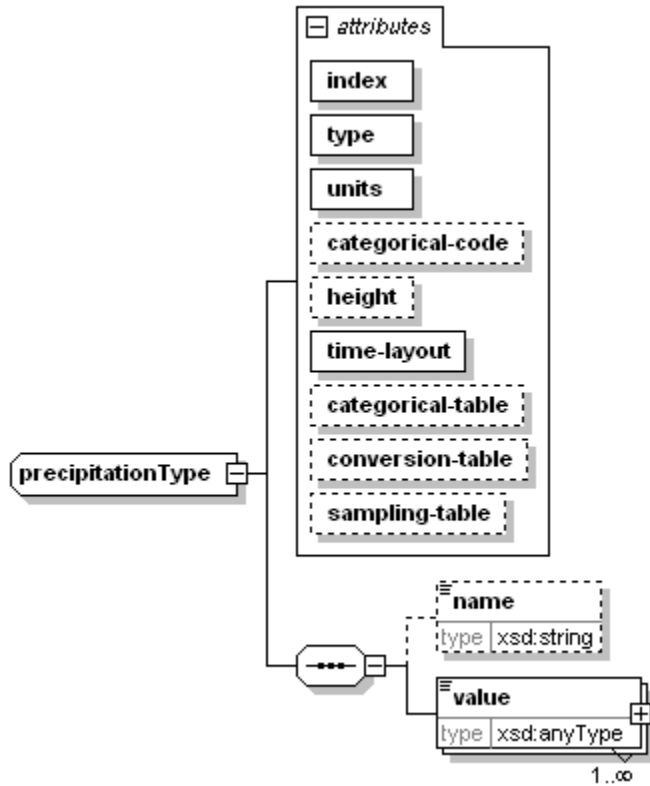 attributes
index
type
units
categorical-code
height
time-layout
categorical-table
conversion-table
sampling-table
precipitationType
name
type xsd:string
value
type xsd:anyType
1..∞